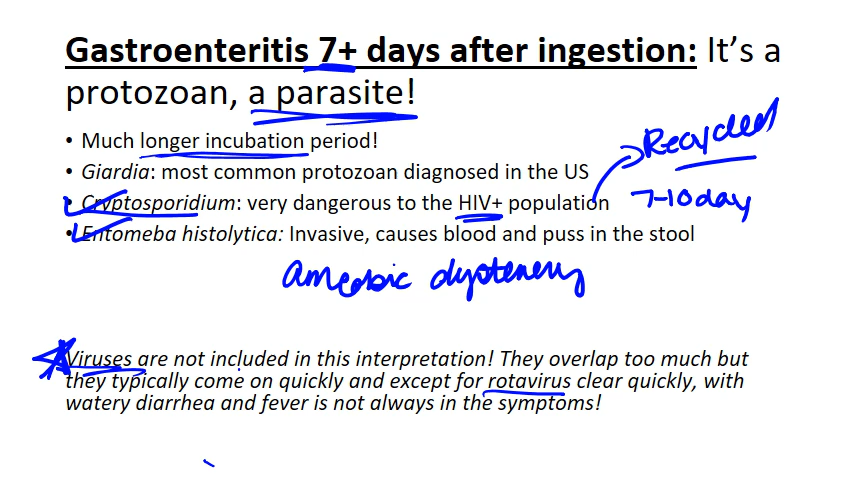 Gastroenteritis 7+ days after ingestion: It's a
protozoan, a parasite!
• Much longer incubation period!
• Giardia: most common protozoan diagnosed in the US
• Cryptosporidium: very dangerous to the HIV+ population
• Entomeba histolytica: Invasive, causes blood and puss in the stool
Recycled
7-10 day
amoebic
Viruses are not included in this interpretation! They overlap too much but
they typically come on quickly and except for rotavirus clear quickly, with
watery diarrhea and fever is not always in the symptoms!